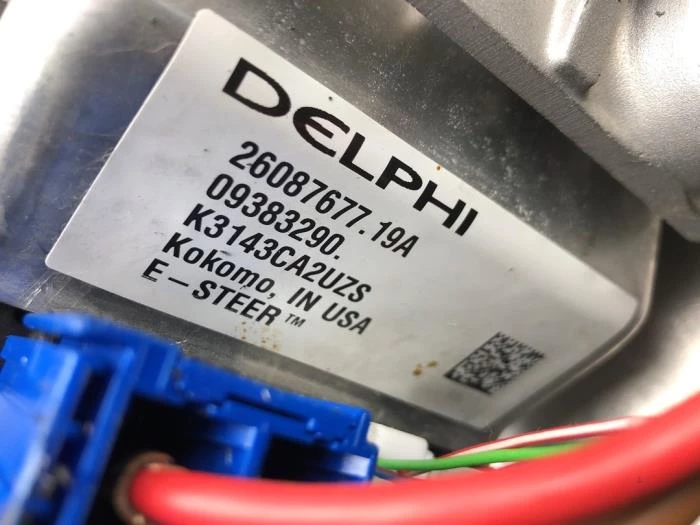 DELPHI
26087677.19A
09383290.
K3143CA2UZS
Kokomo, IN USA
E-STEER™